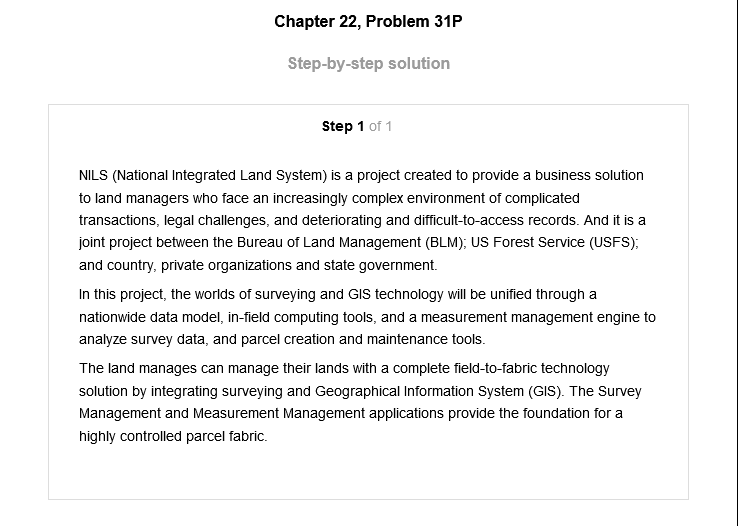 Chapter 22, Problem 31P
Step-by-step solution
Step 1 of 1
NILS (National Integrated Land System) is a project created to provide a business solution
to land managers who face an increasingly complex environment of complicated
transactions, legal challenges, and deteriorating and difficult-to-access records. And it is a
joint project between the Bureau of Land Management (BLM); US Forest Service (USFS);
and country, private organizations and state government.
In this project, the worlds of surveying and GIS technology will be unified through a
nationwide data model, in-field computing tools, and a measurement management engine to
analyze survey data, and parcel creation and maintenance tools.
The land manages can manage their lands with a complete field-to-fabric technology
solution by integrating surveying and Geographical Information System (GIS). The Survey
Management and Measurement Management applications provide the foundation for a
highly controlled parcel fabric.